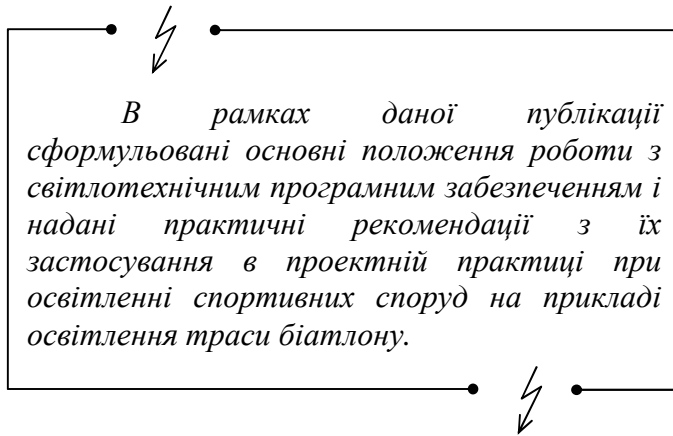 В рамках даної публікації
сформульовані основні положення роботи з
світлотехнічним програмним забезпеченням і
надані практичні рекомендації з їх
застосування в проектній практиці при
освітленні спортивних споруд на прикладі
освітлення траси біатлону.